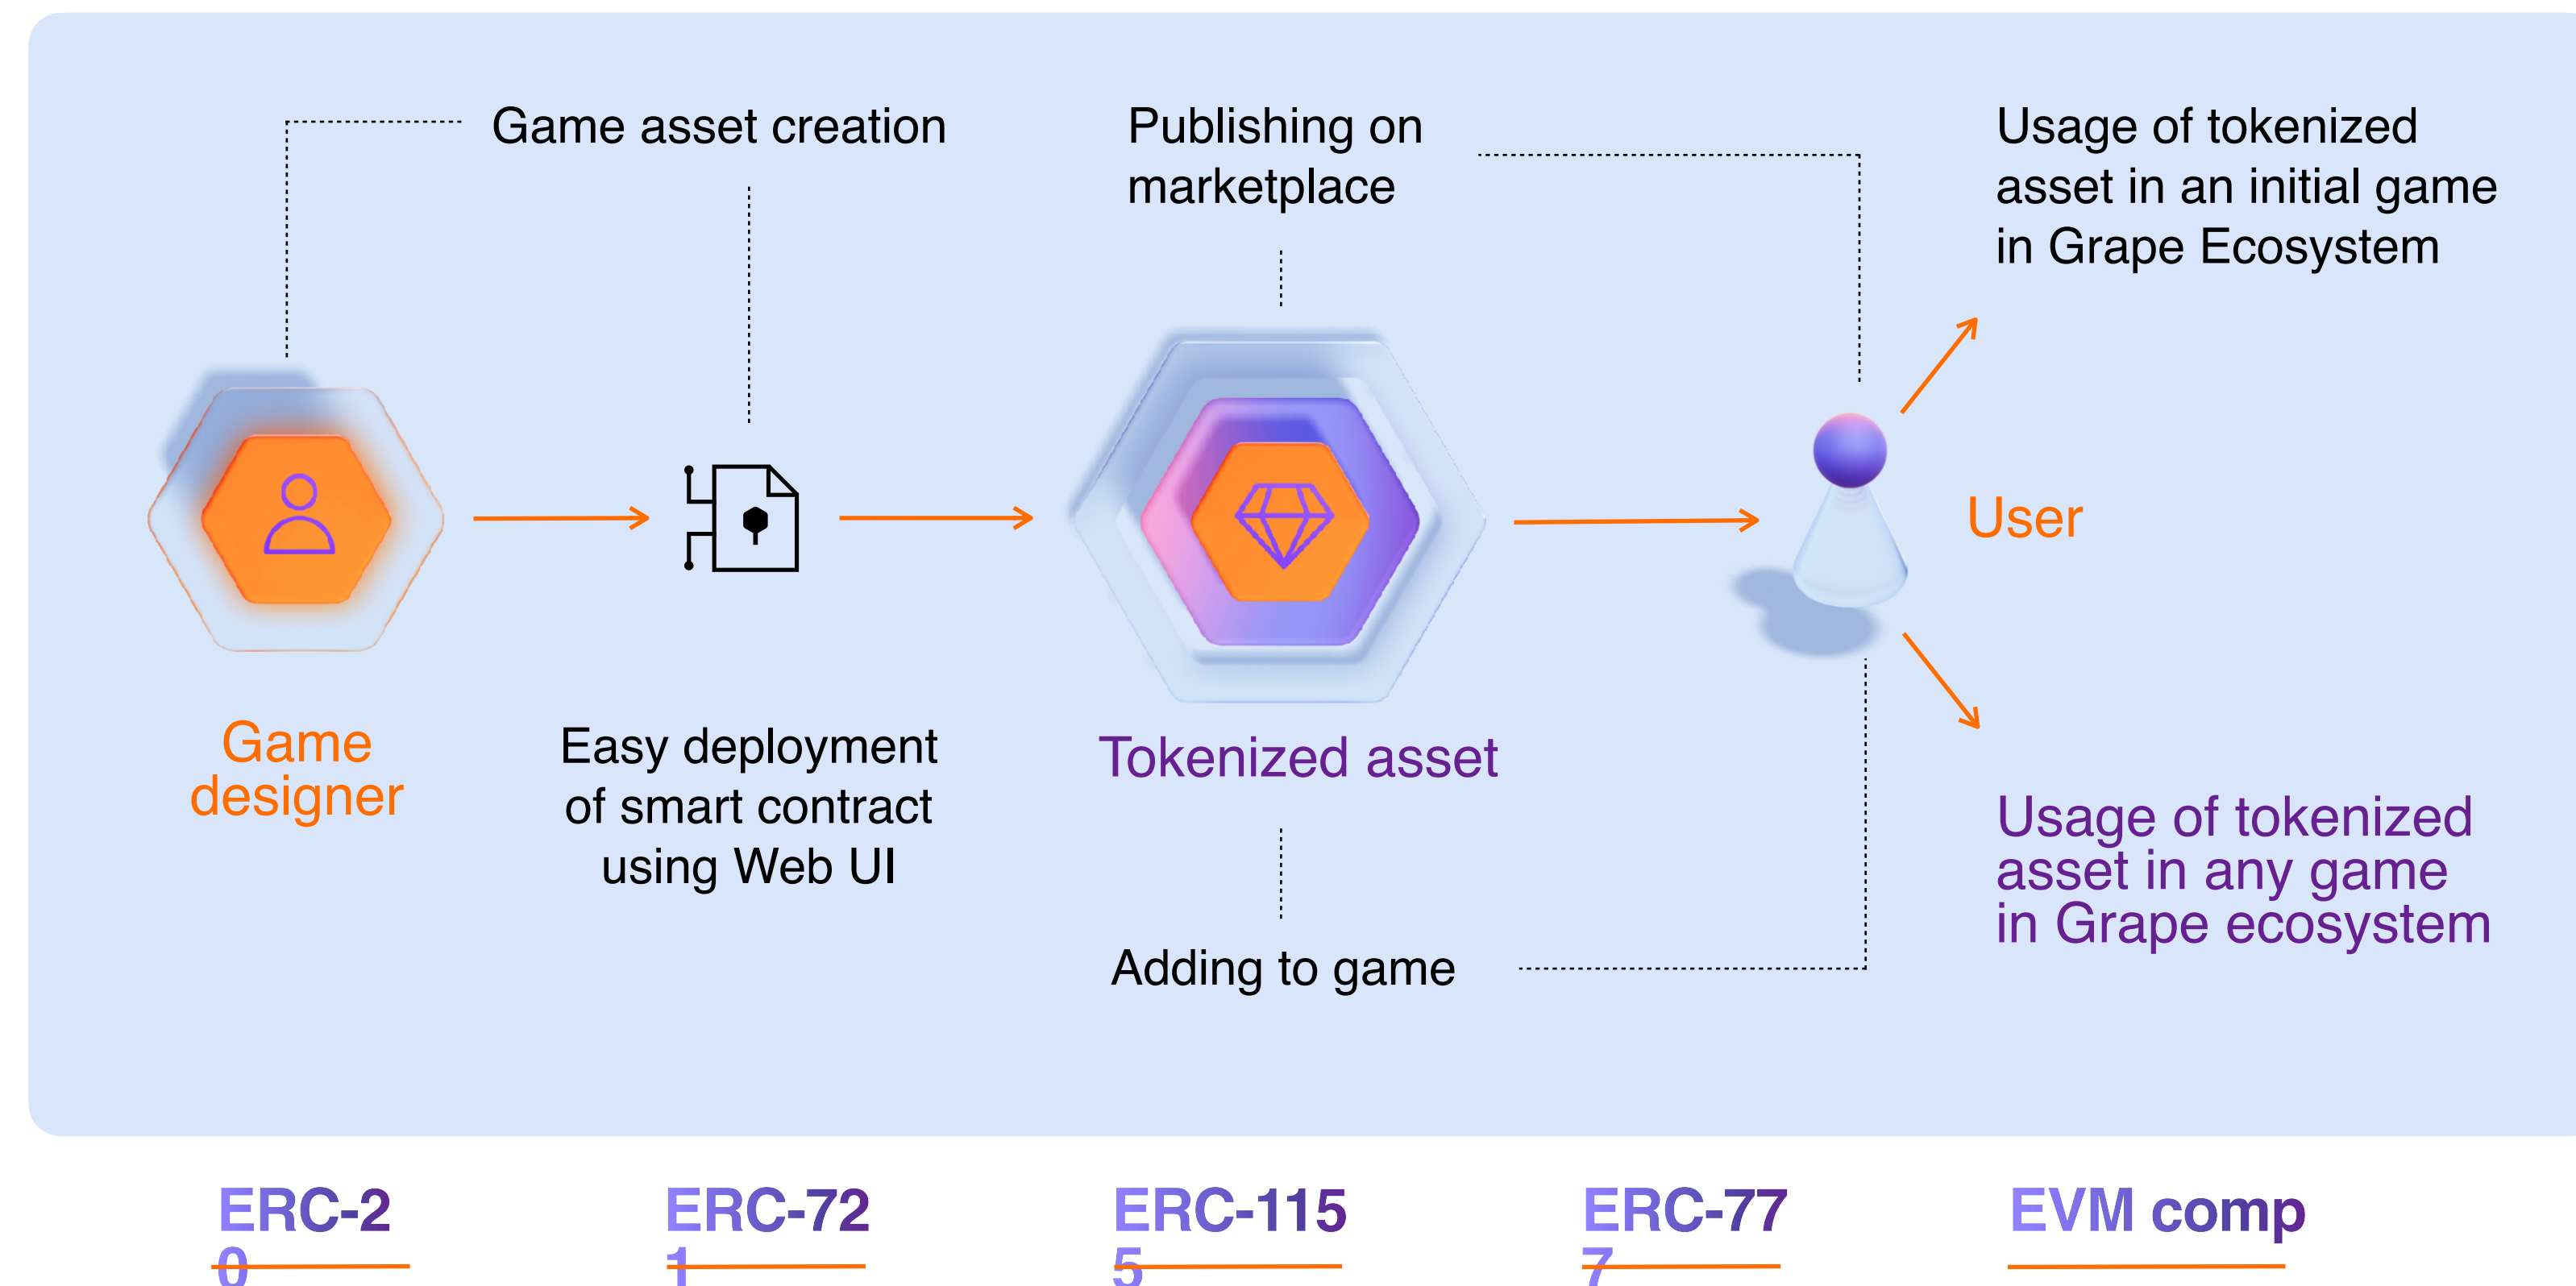 Game asset creation
Publishing on
marketplace
Usage of tokenized
asset in an initial game
in Grape Ecosystem
User
Game
designer
Easy deployment
of smart contract
using Web UI
Tokenized asset
Usage of tokenized
asset in any game
in Grape ecosystem
Adding to game
ERC-2
0
ERC-72
1
ERC-115
5
ERC-77
7
EVM comp